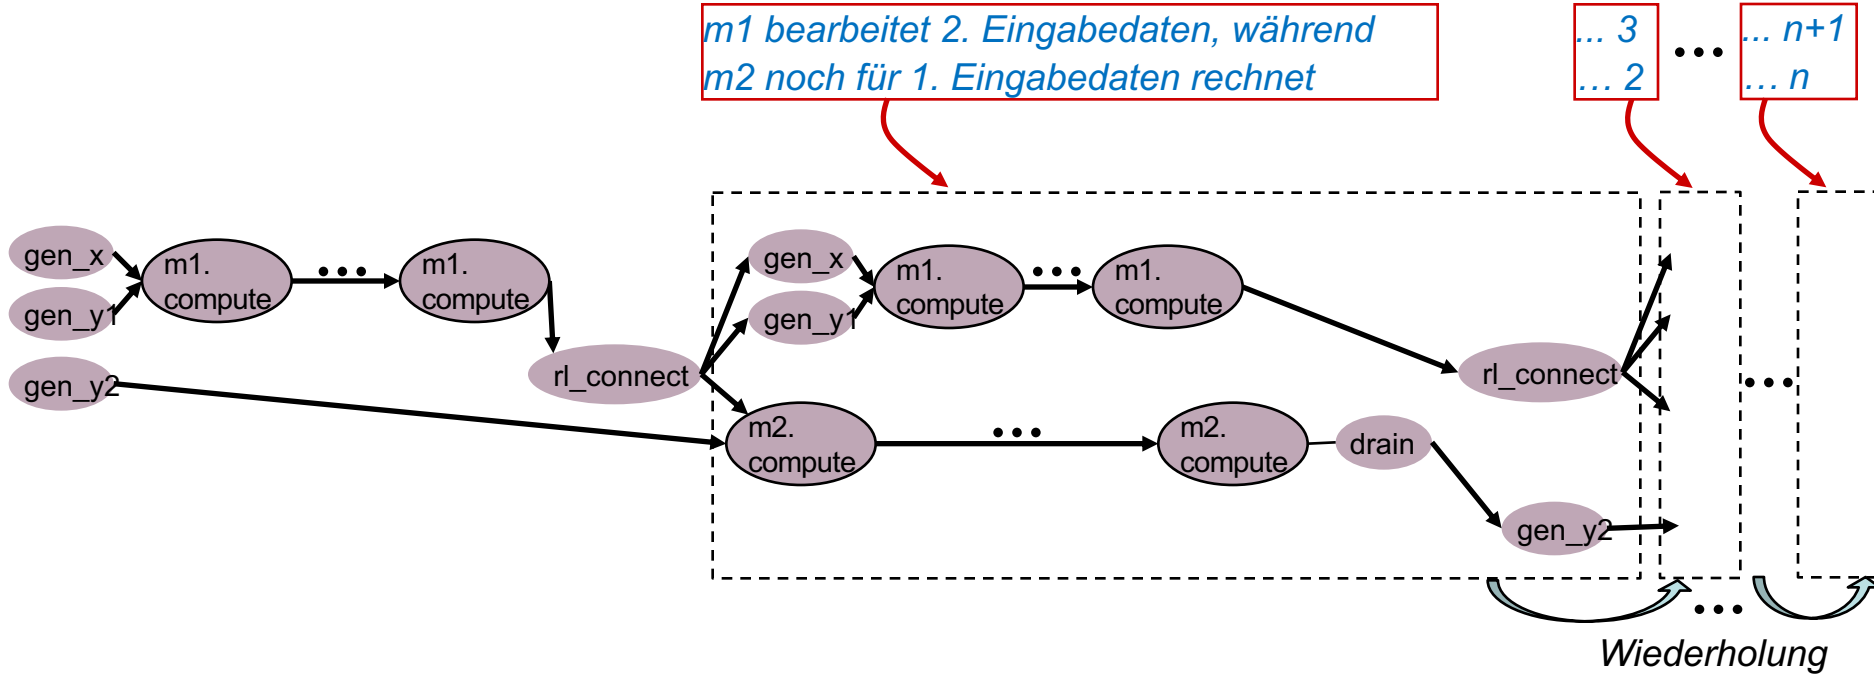 m1 bearbeitet 2. Eingabedaten, während
m2 noch für 1. Eingabedaten rechnet
... 3
... 2
...
... n+1
... n
gen_x
gen_y1
gen_y2
m1.
compute
...
m1.
compute
rl_connect
gen_x
gen_y1
m1.
compute
...
m1.
compute
rl_connect
...
m2.
compute
...
m2.
compute
drain
gen_y2
...
Wiederholung